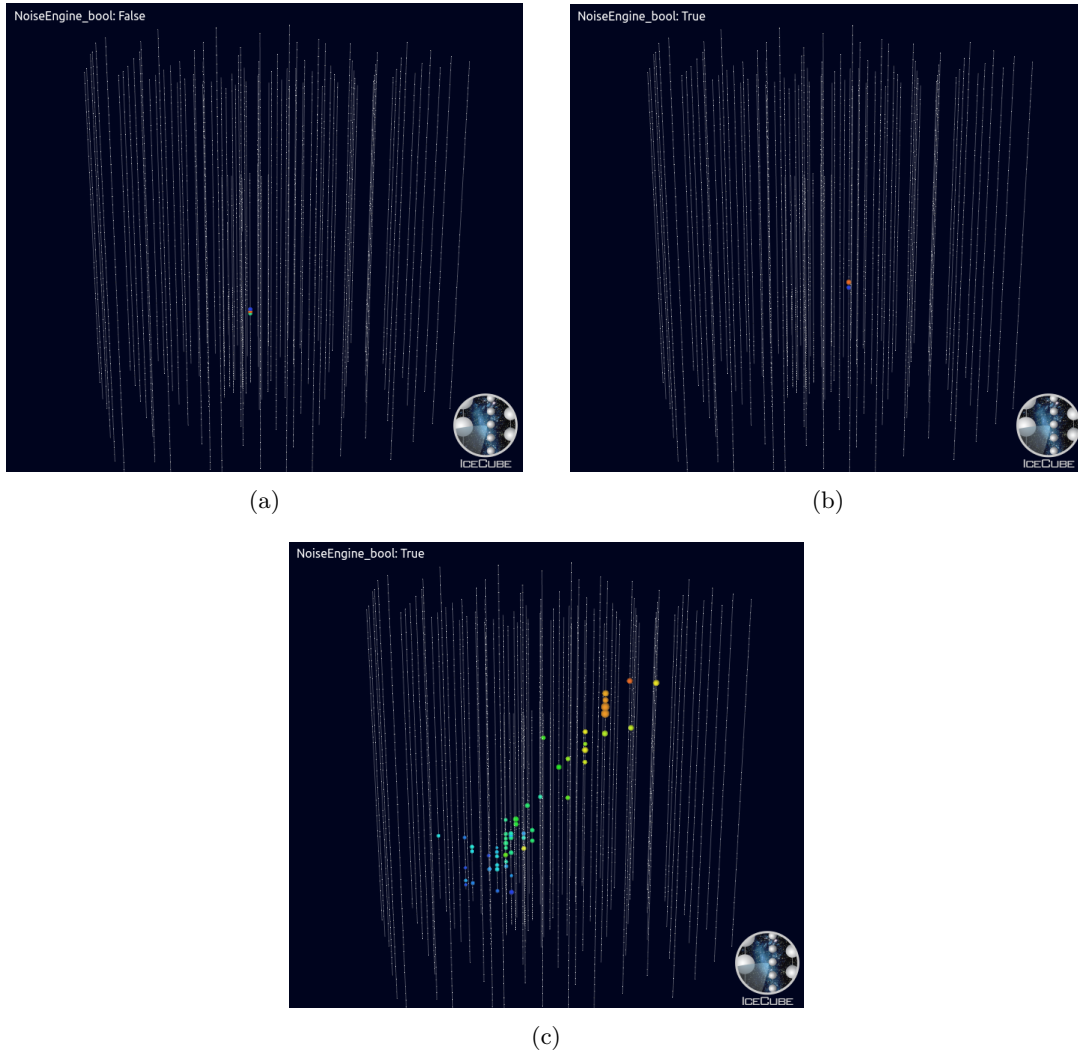 NoiseEngine_bool: False
NoiseEngine_bool: True
ICECUBE
ICECUBE
(a)
(b)
NoiseEngine_bool: True
ICECUBE
(c)